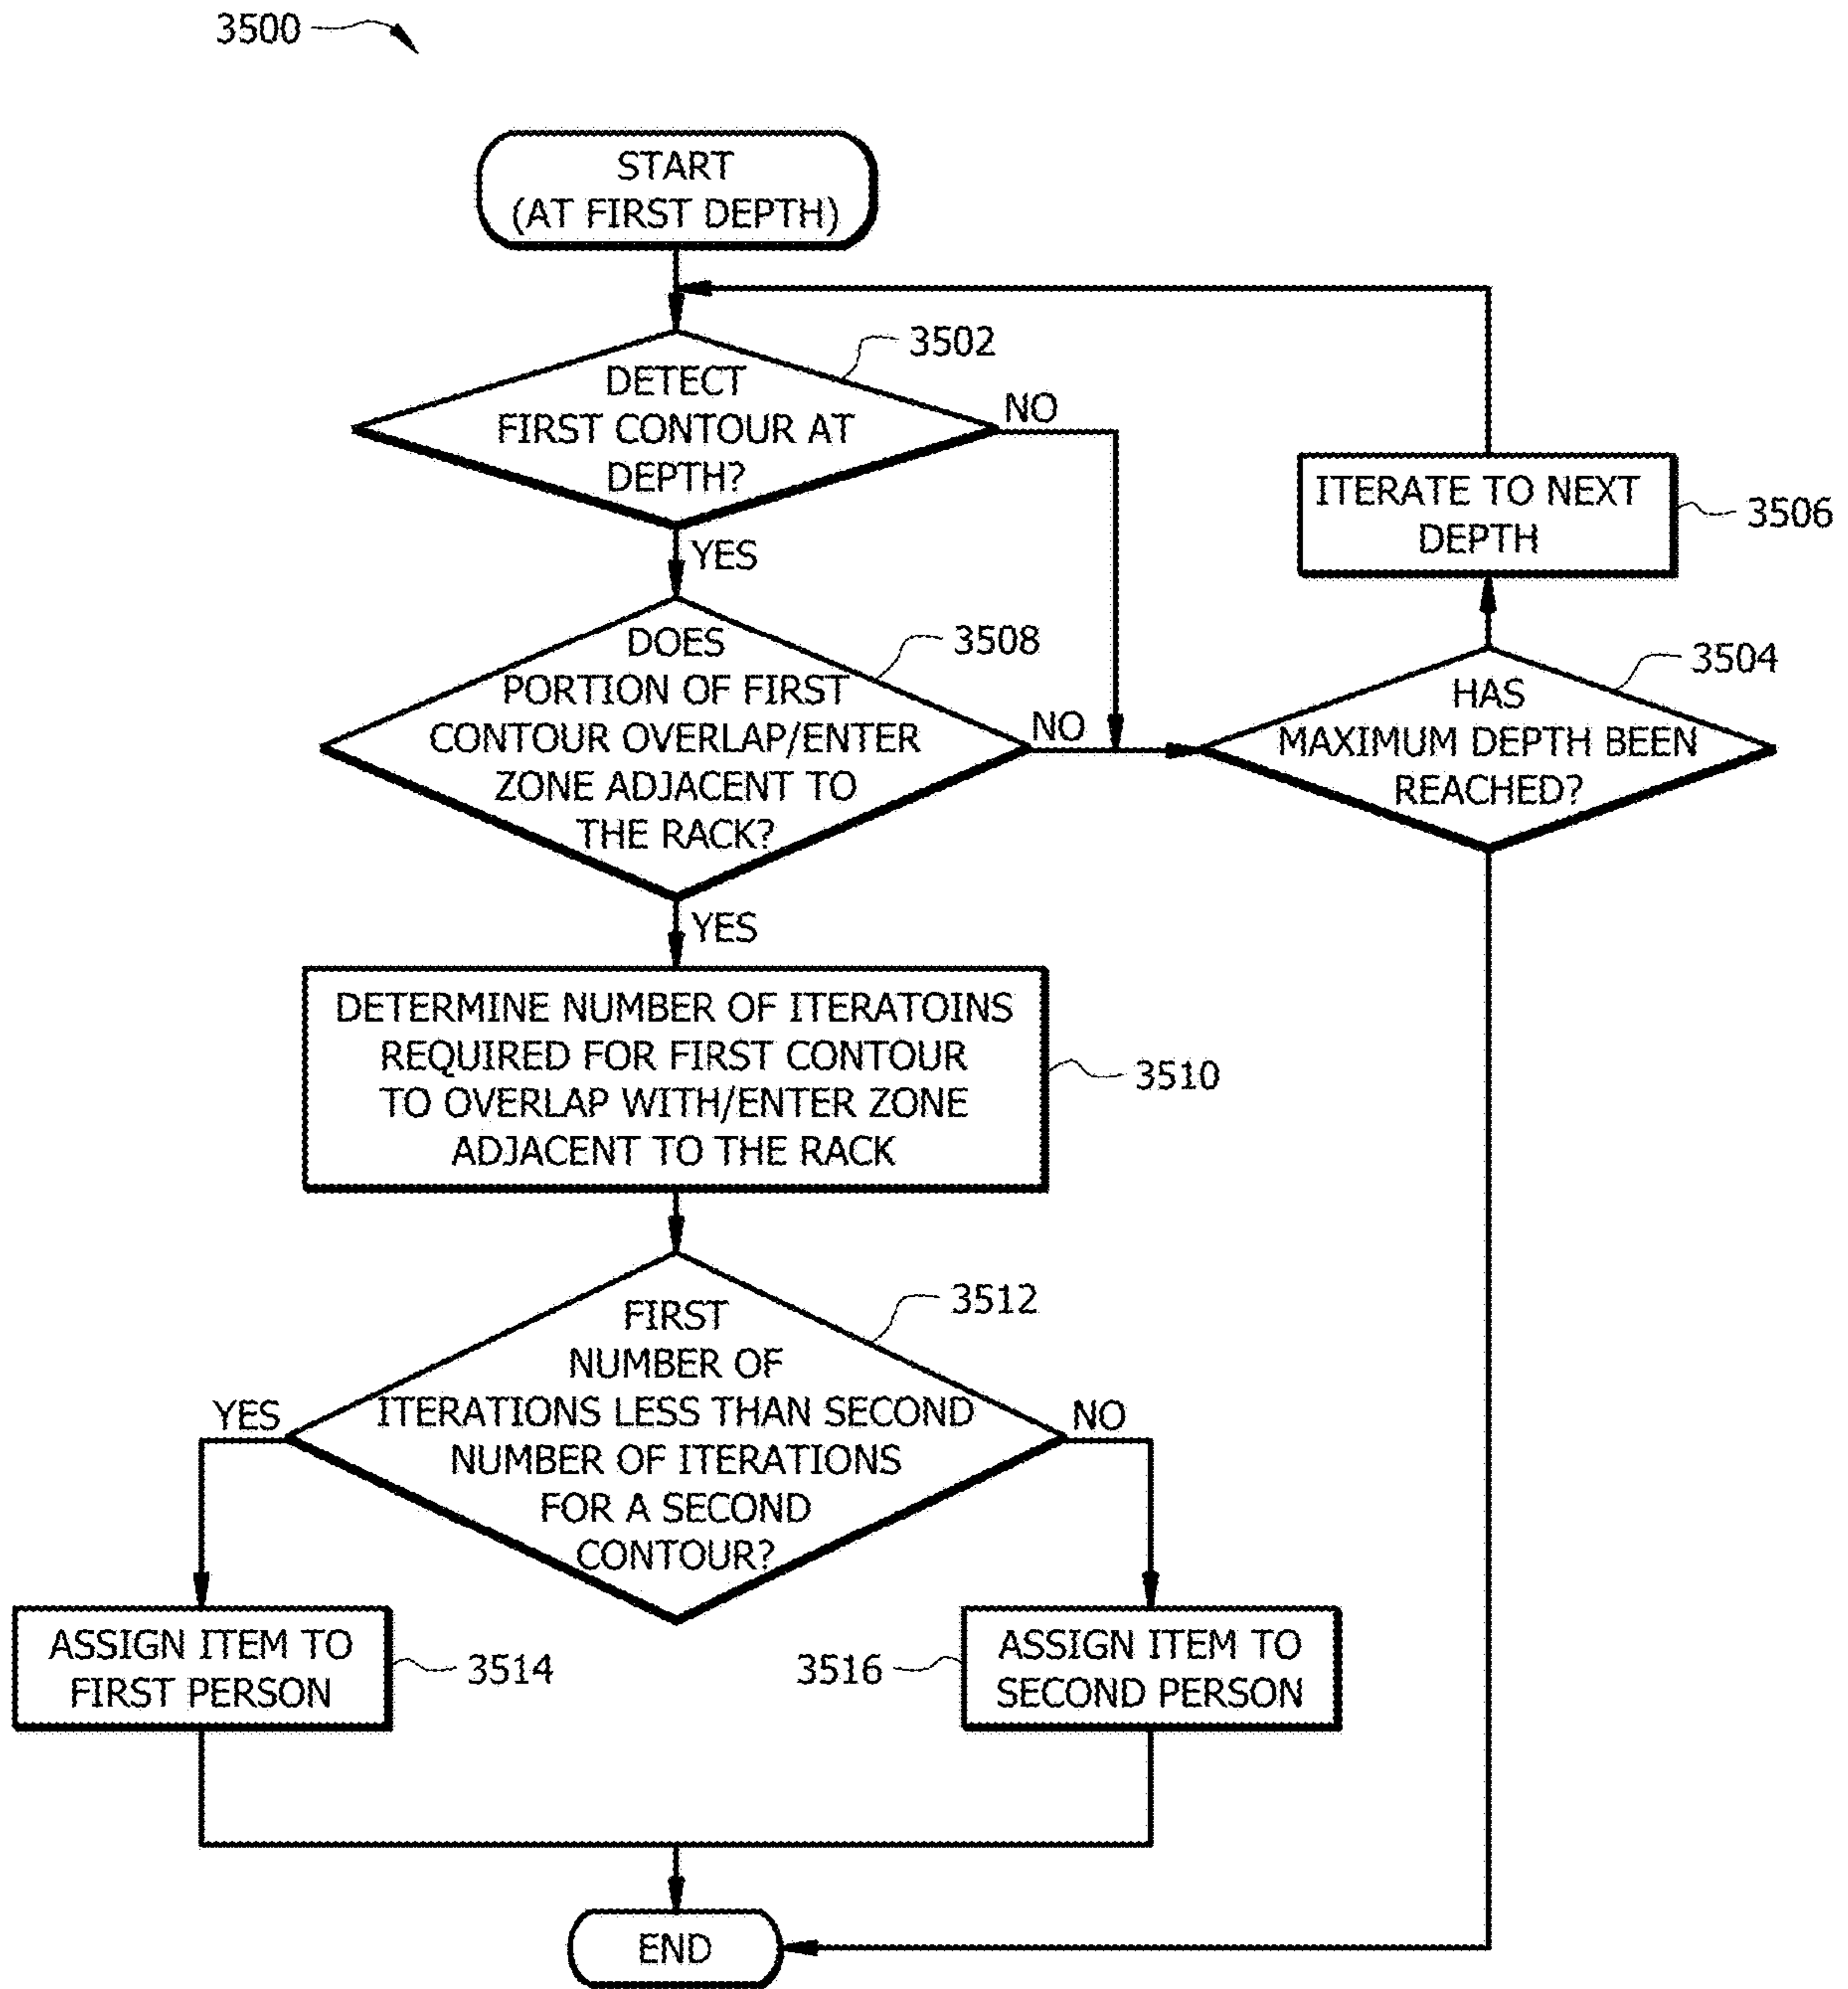 3500
START
(AT FIRST DEPTH)
3502
DETECT
FIRST CONTOUR AT
DEPTH?
NO
YES
ITERATE TO NEXT
DEPTH
3506
3508
DOES
PORTION OF FIRST
CONTOUR OVERLAP/ENTER
ZONE ADJACENT TO
THE RACK?
NO
YES
3504
HAS
MAXIMUM DEPTH BEEN
REACHED?
DETERMINE NUMBER OF ITERATOINS
REQUIRED FOR FIRST CONTOUR
TO OVERLAP WITH/ENTER ZONE
ADJACENT TO THE RACK
3510
3512
FIRST
NUMBER OF
ITERATIONS LESS THAN SECOND
NUMBER OF ITERATIONS
FOR A SECOND
CONTOUR?
YES
NO
ASSIGN ITEM TO
FIRST PERSON
3514
3516
ASSIGN ITEM TO
SECOND PERSON
END